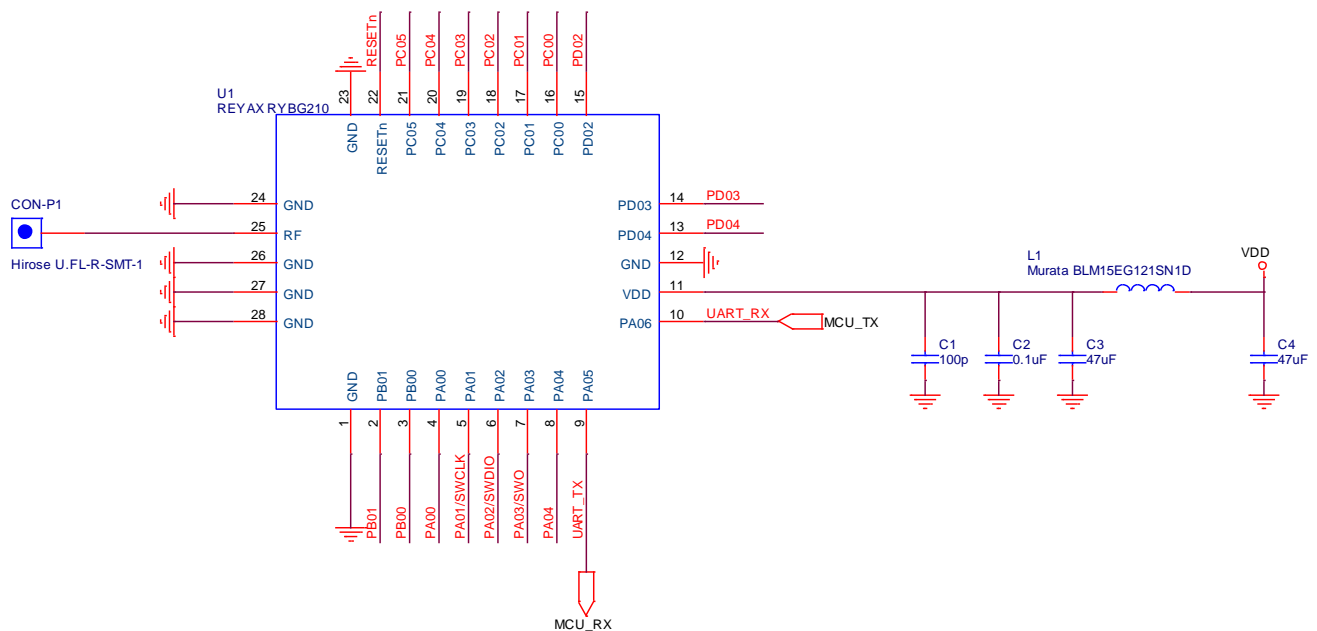 RESETn
PC05
PC04
PC03
PC02
PC01
PC00
PD02
U1
REYAX RYBG210
23
22
21
20
19
18
17
16
15
GND
RESETn
PC05
PC04
PC03
PC02
PC01
PC00
PD02
CON-P1
Hirose U.FL-R-SMT-1
24 GND
25 RF
26 GND
27 GND
28 GND
PD03 14 PD03
PD04 13 PD04
GND 12
VDD 11
PA06 10 UART_RX
MCU_TX
L1
Murata BLM15EG121SN1D
VDD
C1
100p
C2
0.1uF
C3
47uF
C4
47uF
GND
PB01
PB00
PA00
PA01
PA02
PA03
PA04
PA05
1
2
3
4
5
6
7
8
9
PB01
PB00
PA00
PA01/SWCLK
PA02/SWDIO
PA03/SWO
PA04
UART_TX
MCU_RX